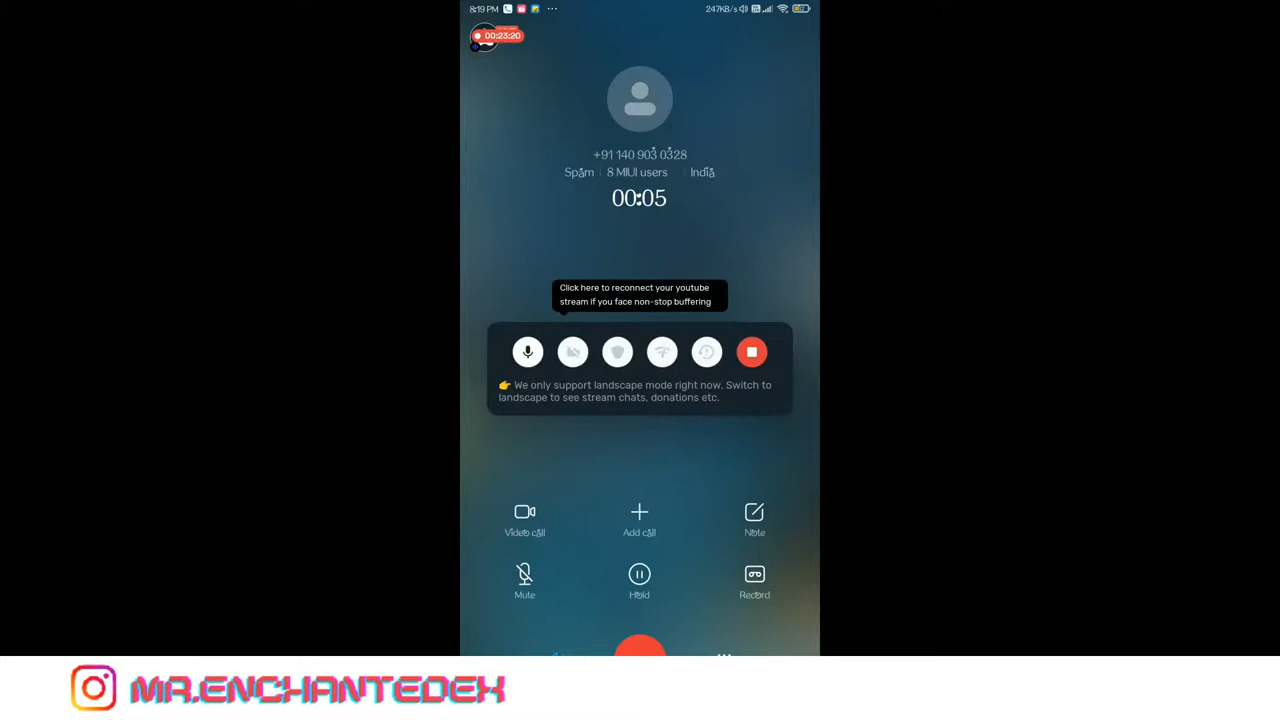 8:19 PM ... 247KB/s
00:23:20
+91 140 903 0328
Spam 8 MIUI users India
00:05
Click here to reconnect your youtube
stream if you face non-stop buffering
👉 We only support landscape mode right now. Switch to
landscape to see stream chats, donations etc.
Video call Add call Note
Mute Hold Record
MR.ENCHANTEDEX